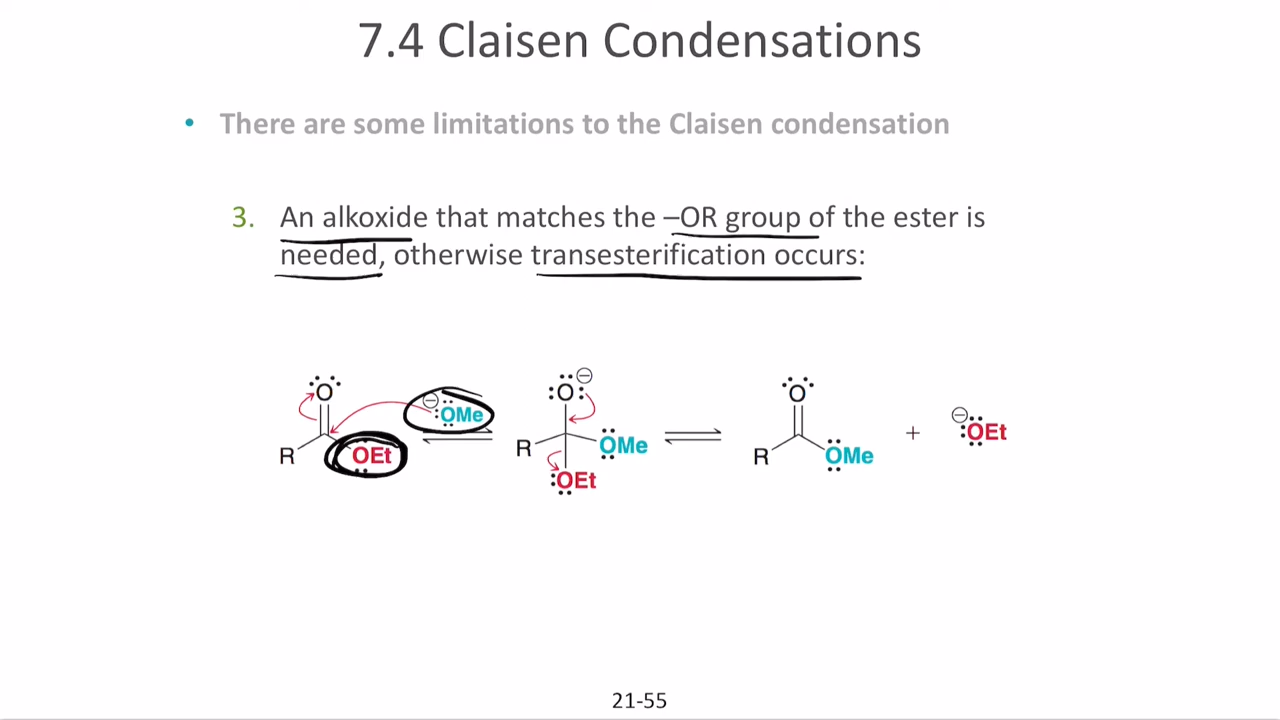 7.4 Claisen Condensations
• There are some limitations to the Claisen condensation
3. An alkoxide that matches the –OR group of the ester is
needed, otherwise transesterification occurs:
O R OEt ⊖ :OMe
:O: ⊖ R OMe :OEt
O R OMe + ⊖ :OEt
21-55